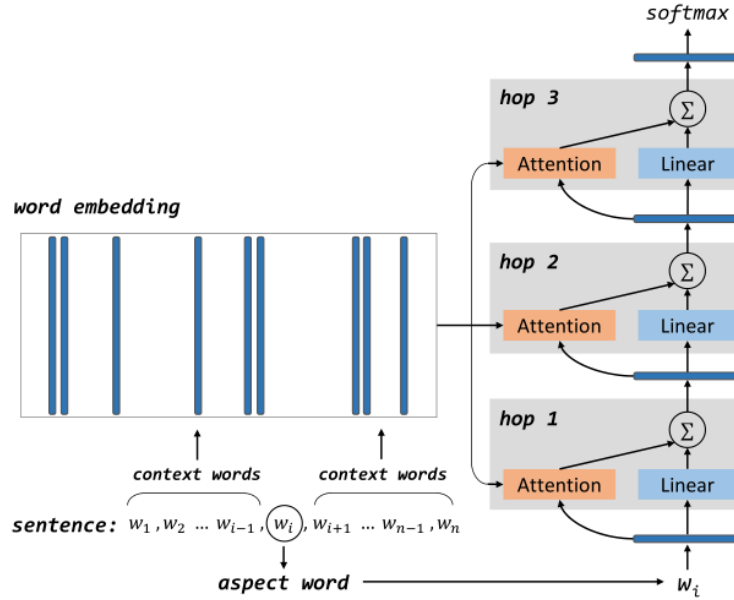 softmax
hop 3
Σ
Attention
Linear
word embedding
hop 2
Σ
Attention
Linear
hop 1
Σ
context words
context words
Attention
Linear
sentence: w₁ , w₂ … wᵢ₋₁ , wᵢ , wᵢ₊₁ … wₙ₋₁ , wₙ
aspect word
wᵢ